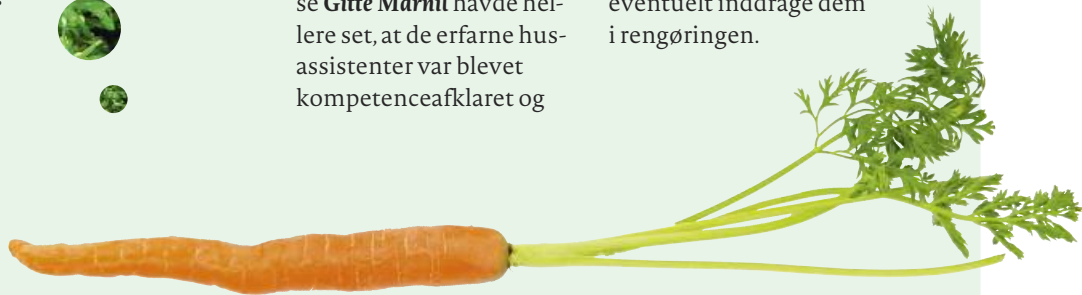 se Gitte Marnil havde hel-
lere set, at de erfarne hus-
assistenter var blevet
kompetenceafklaret og
eventuelt inddrage dem
i rengøringen.